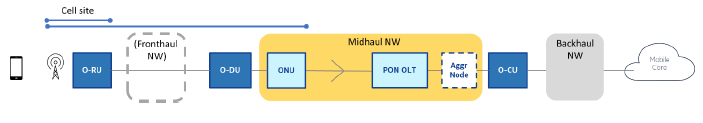 Cell site
(Fronthaul
NW)
Midhaul NW
Backhaul
NW
O-RU
O-DU
ONU
PON OLT
Aggr
Node
O-CU
Mobile
Core